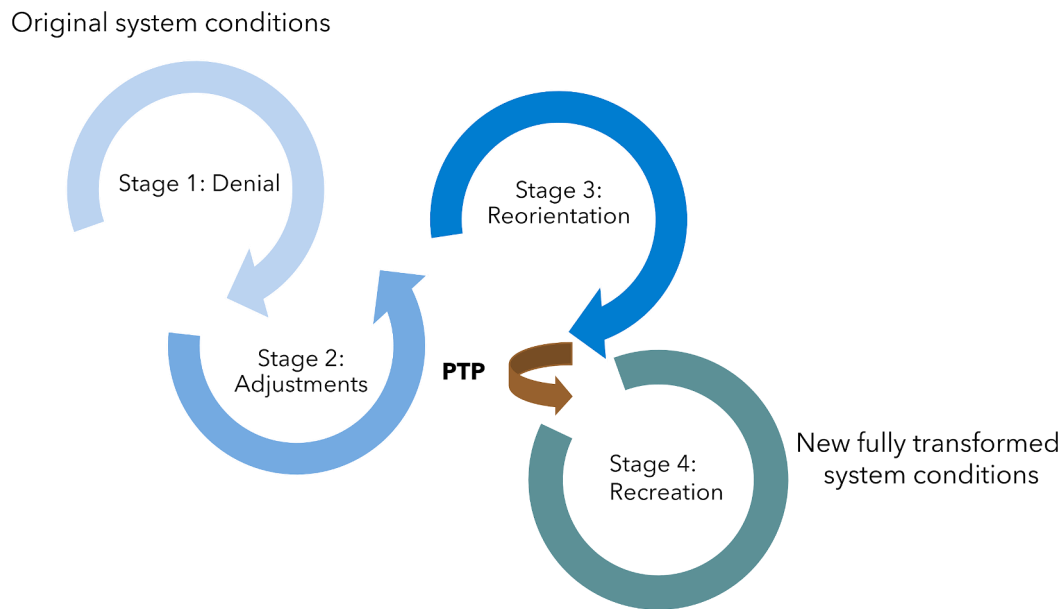 Original system conditions
Stage 1: Denial
Stage 2:
Adjustments
Stage 3:
Reorientation
PTP
Stage 4:
Recreation
New fully transformed
system conditions